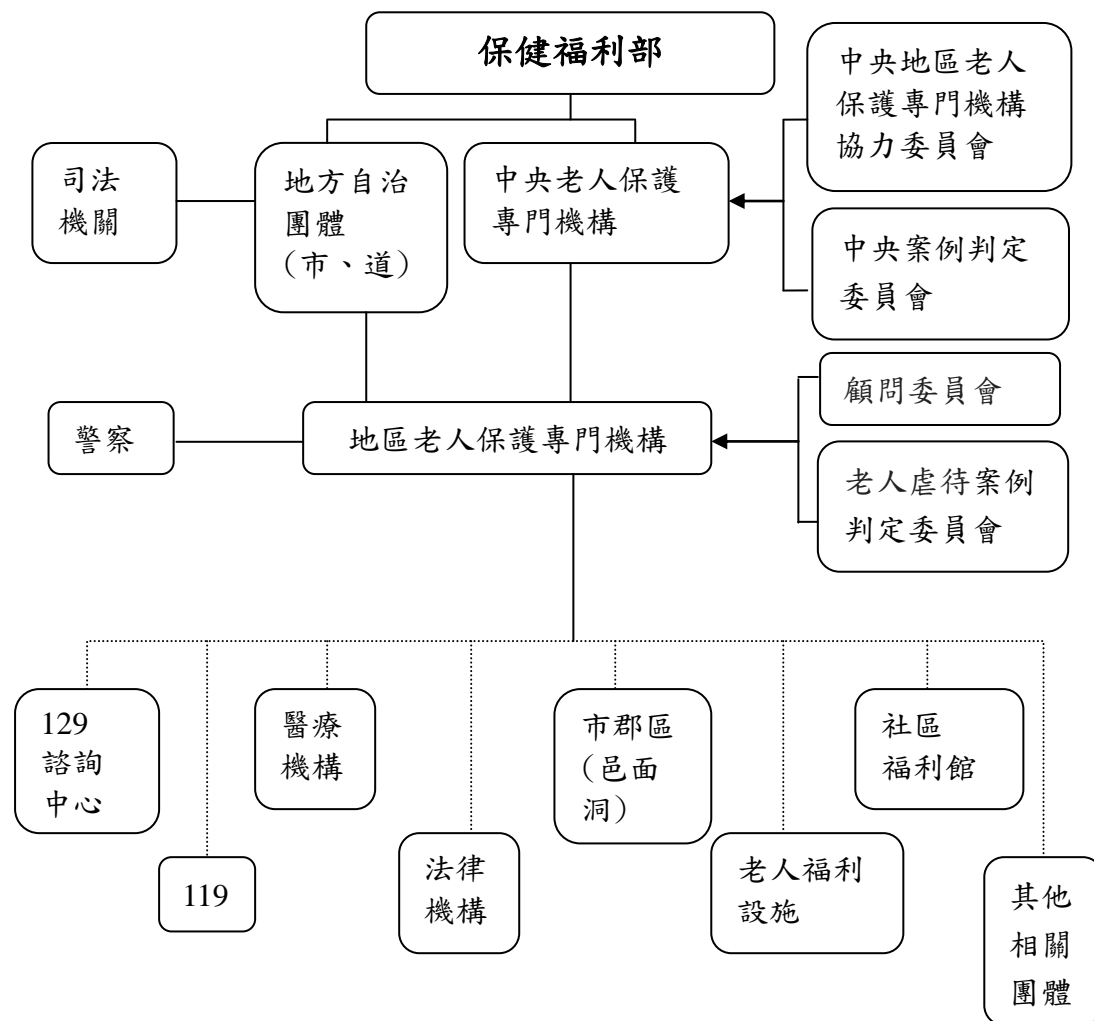 保健福利部
中央地區老人
保護專門機構
協力委員會
司法
機關
地方自治
團體
（市、道）
中央老人保護
專門機構
中央案例判定
委員會
顧問委員會
警察
地區老人保護專門機構
老人虐待案例
判定委員會
129
諮詢
中心
醫療
機構
市郡區
（邑面
洞）
社區
福利館
119
法律
機構
老人福利
設施
其他
相關
團體